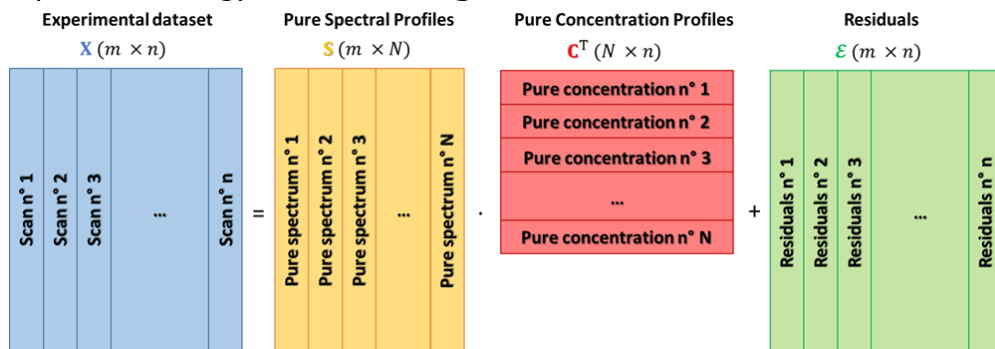 Experimental dataset
Pure Spectral Profiles
Pure Concentration Profiles
Residuals
X (m × n)
S (m × N)
Cᵀ (N × n)
ℰ (m × n)
Scan n° 1
Scan n° 2
Scan n° 3
...
Scan n° n
=
Pure spectrum n° 1
Pure spectrum n° 2
Pure spectrum n° 3
...
Pure spectrum n° N
·
Pure concentration n° 1
Pure concentration n° 2
Pure concentration n° 3
...
Pure concentration n° N
+
Residuals n° 1
Residuals n° 2
Residuals n° 3
...
Residuals n° n